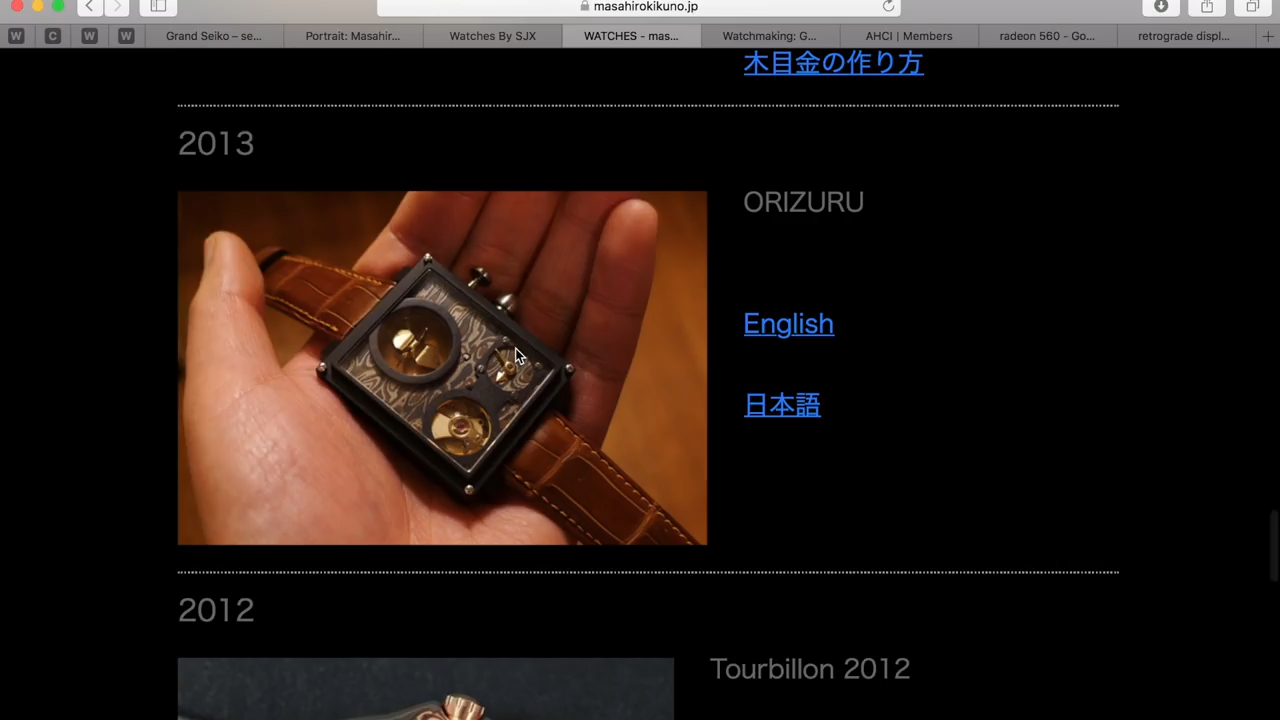 masahirokikuno.jp
W
C
W
W
Grand Seiko – se...
Portrait: Masahir...
Watches By SJX
WATCHES - mas...
Watchmaking: G...
AHCI | Members
radeon 560 - Go...
retrograde displ...
木目金の作り方
2013
ORIZURU
English
日本語
2012
Tourbillon 2012